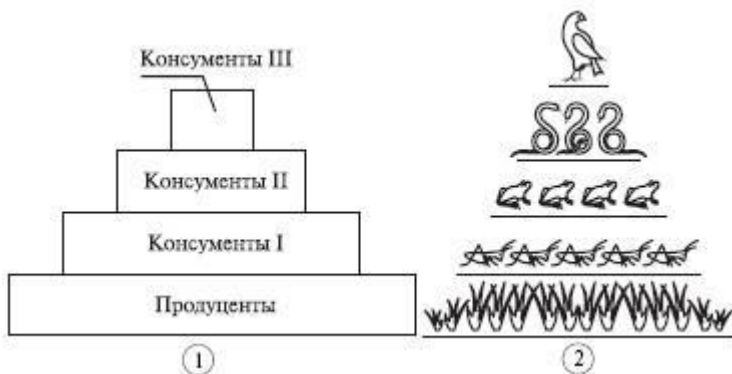 Консументы III
Консументы II
Консументы I
Продуценты
1
2